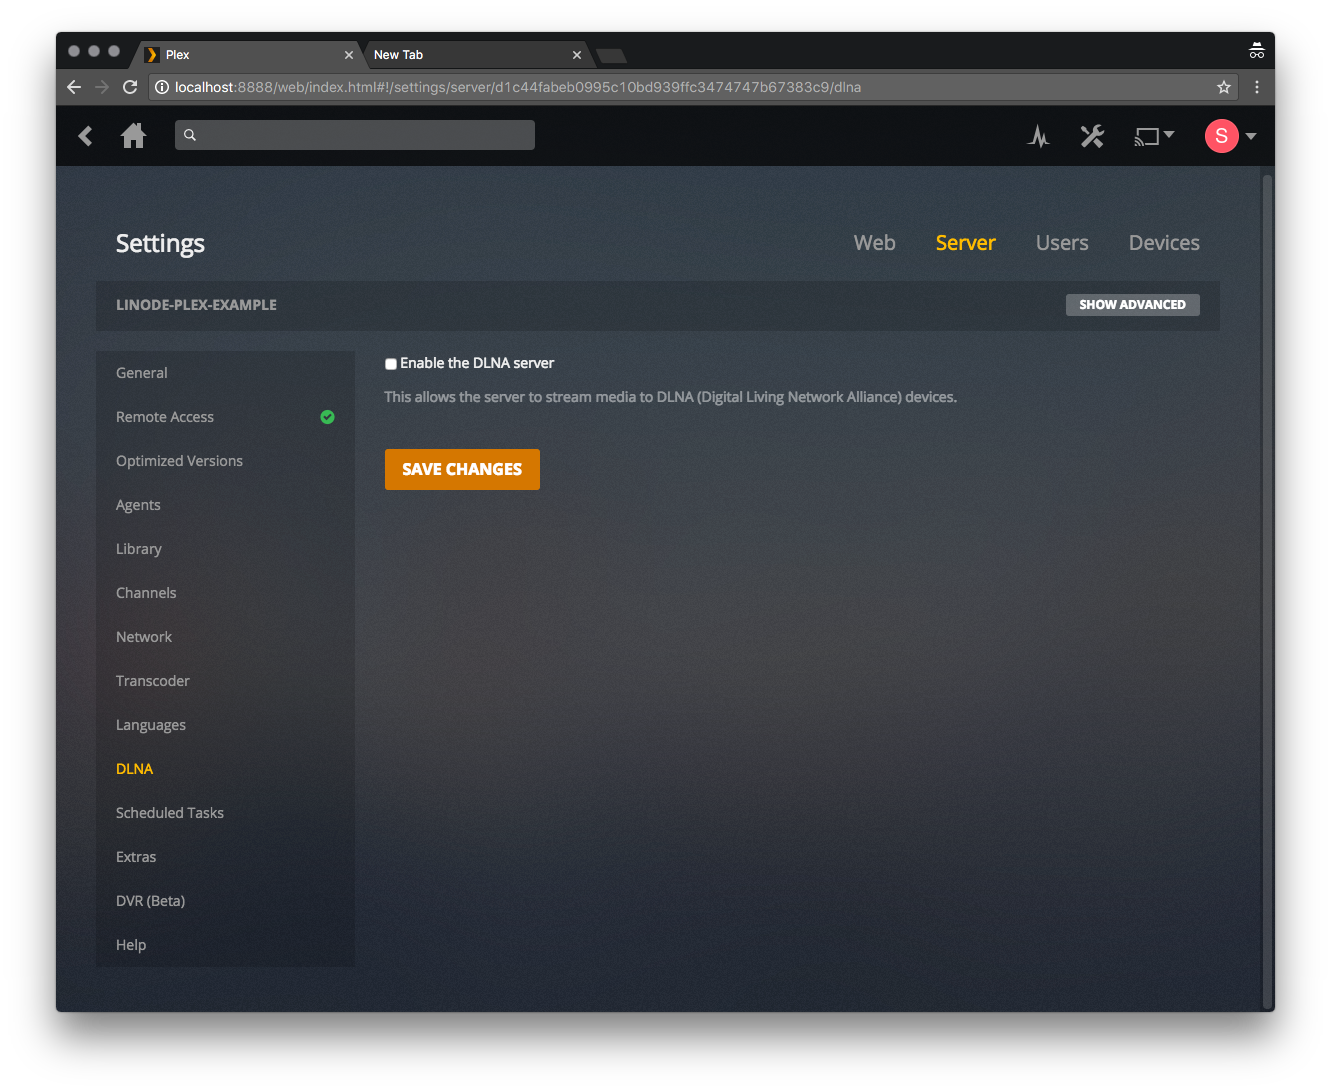 Plex
New Tab
localhost:8888/web/index.html#!/settings/server/d1c44fabeb0995c10bd939ffc3474747b67383c9/dlna
S
Settings
Web Server Users Devices
LINODE-PLEX-EXAMPLE
SHOW ADVANCED
General
Remote Access
Optimized Versions
Agents
Library
Channels
Network
Transcoder
Languages
DLNA
Scheduled Tasks
Extras
DVR (Beta)
Help
Enable the DLNA server
This allows the server to stream media to DLNA (Digital Living Network Alliance) devices.
SAVE CHANGES